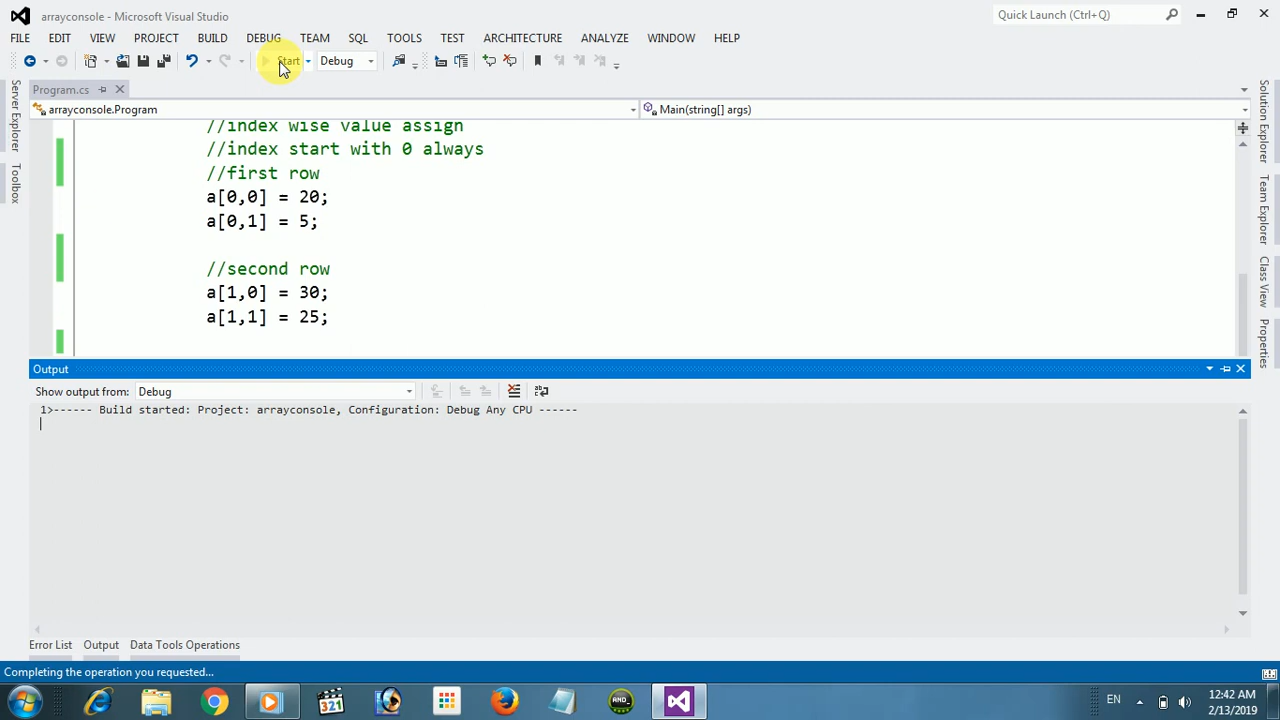 arrayconsole - Microsoft Visual Studio
Quick Launch (Ctrl+Q)
FILE EDIT VIEW PROJECT BUILD DEBUG TEAM SQL TOOLS TEST ARCHITECTURE ANALYZE WINDOW HELP
Start Debug
Server Explorer
Toolbox
Program.cs
arrayconsole.Program
Main(string[] args)
//index wise value assign
//index start with 0 always
//first row
a[0,0] = 20;
a[0,1] = 5;
//second row
a[1,0] = 30;
a[1,1] = 25;
Solution Explorer
Team Explorer
Class View
Properties
Output
Show output from: Debug
1>------ Build started: Project: arrayconsole, Configuration: Debug Any CPU ------
Error List Output Data Tools Operations
Completing the operation you requested...
321
AND_
EN
12:42 AM
2/13/2019